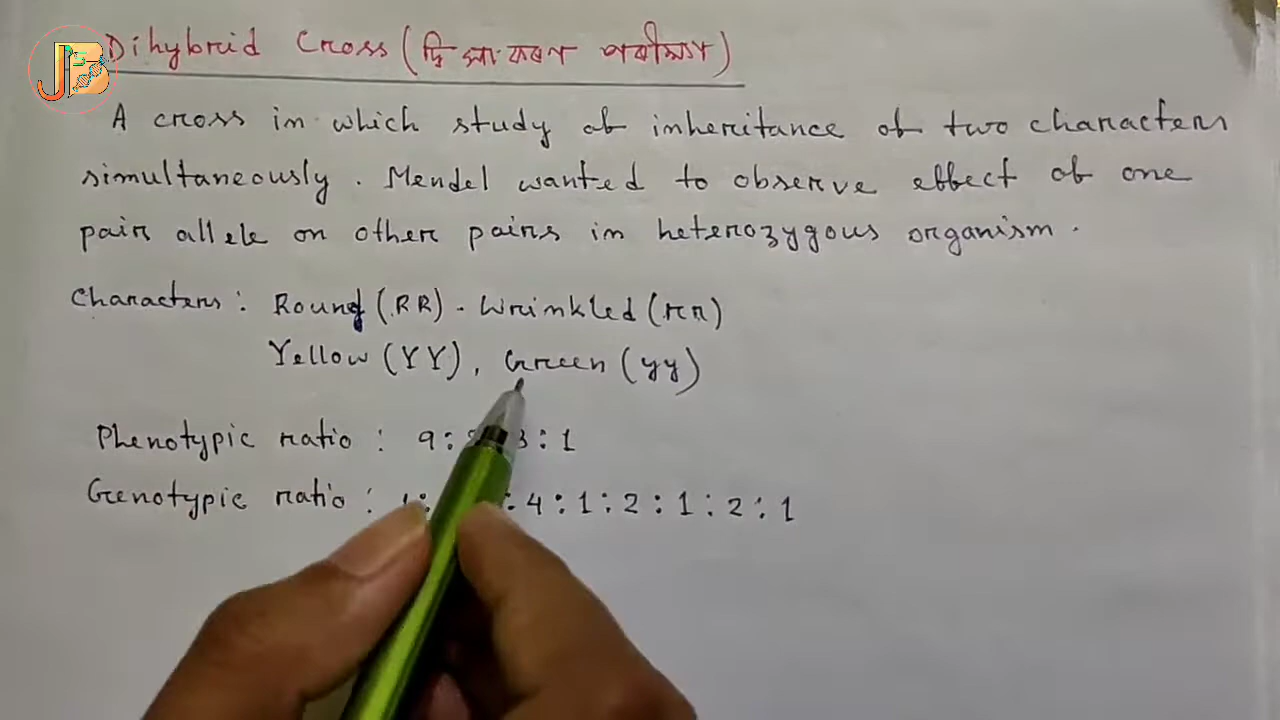 JPB
Dihybrid Cross (দ্বি সংকরণ পরীক্ষা)
A cross in which study of inheritance of two characters
simultaneously. Mendel wanted to observe effect of one
pair allele on other pairs in heterozygous organism.
Characters: Round (RR) - Wrinkled (rr)
Yellow (YY), Green (yy)
Phenotypic ratio : 9: 3:1
Genotypic ratio : :4:1:2:1:2:1